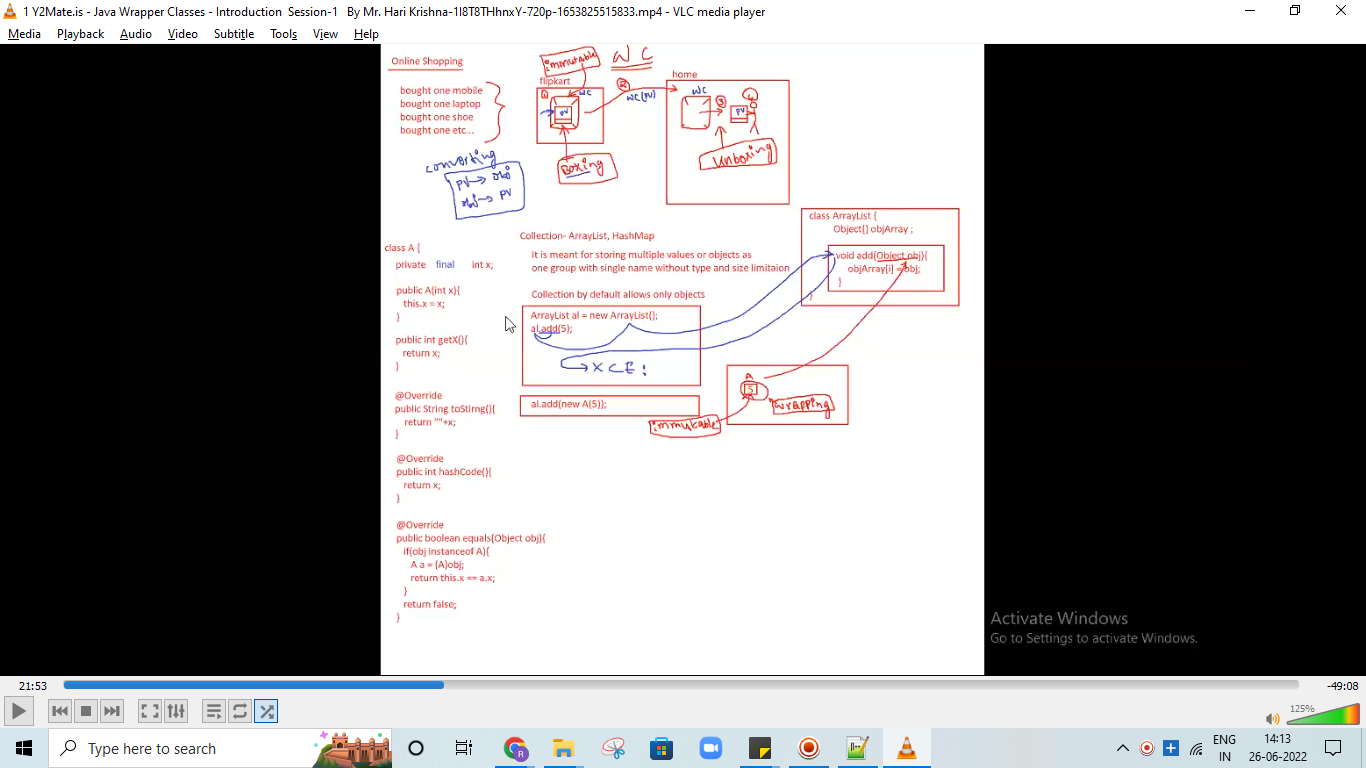 1 Y2Mate.is - Java Wrapper Classes - Introduction Session-1 By Mr. Hari Krishna-1I8T8THhnxY-720p-1653825515833.mp4 - VLC media player
Media Playback Audio Video Subtitle Tools View Help
Online Shopping
bought one mobile
bought one laptop
bought one shoe
bought one etc...
converting
PV → obj
obj → PV
immutable
WC
flipkart
1
WC
PV
Boxing
2
WC(PV)
home
WC
3
PV
Unboxing
class A {
private final int x;
public A(int x){
this.x = x;
}
public int getX(){
return x;
}
@Override
public String toStirng(){
return ""+x;
}
@Override
public int hashCode(){
return x;
}
@Override
public boolean equals(Object obj){
if(obj instanceof A){
A a = (A)obj;
return this.x == a.x;
}
return false;
}
Collection- ArrayList, HashMap
It is meant for storing multiple values or objects as
one group with single name without type and size limitaion
Collection by default allows only objects
ArrayList al = new ArrayList();
al.add(5);
X C E :
al.add(new A(5));
class ArrayList {
Object[] objArray ;
void add(Object obj){
objArray[i] = obj;
}
}
A
5
wrapping
immutable
Activate Windows
Go to Settings to activate Windows.
21:53
-49:08
125%
Type here to search
ENG
IN
14:13
26-06-2022